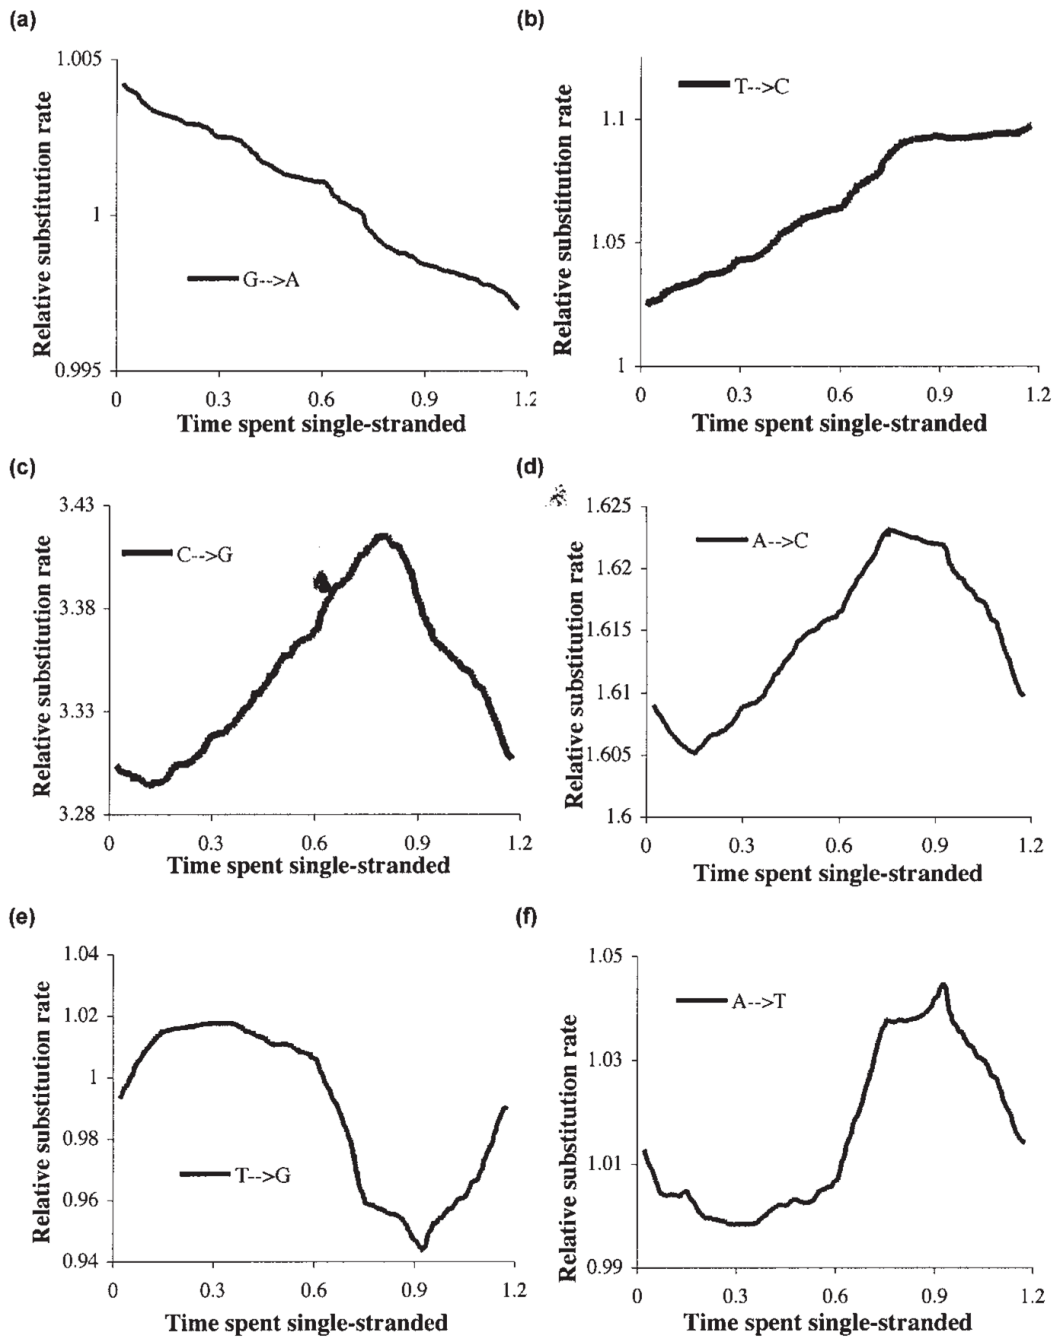 (a)
1.005
1
0.995
Relative substitution rate
G-->A
0 0.3 0.6 0.9 1.2
Time spent single-stranded
(b)
1.1
1.05
1
Relative substitution rate
T-->C
0 0.3 0.6 0.9 1.2
Time spent single-stranded
(c)
3.43
3.38
3.33
3.28
Relative substitution rate
C-->G
0 0.3 0.6 0.9 1.2
Time spent single-stranded
(d)
1.625
1.62
1.615
1.61
1.605
1.6
Relative substitution rate
A-->C
0 0.3 0.6 0.9 1.2
Time spent single-stranded
(e)
1.04
1.02
1
0.98
0.96
0.94
Relative substitution rate
T-->G
0 0.3 0.6 0.9 1.2
Time spent single-stranded
(f)
1.05
1.03
1.01
0.99
Relative substitution rate
A-->T
0 0.3 0.6 0.9 1.2
Time spent single-stranded